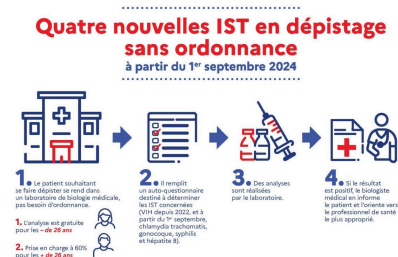 Quatre nouvelles IST en dépistage
sans ordonnance
à partir du 1er septembre 2024
1. Le patient souhaitant
se faire dépister se rend dans
un laboratoire de biologie médicale,
pas besoin d'ordonnance.
1. L'analyse est gratuite
pour les - de 26 ans
2. Prise en charge à 60%
pour les + de 26 ans
2. Il remplit
un auto-questionnaire
destiné à déterminer
les IST concernées
(VIH depuis 2022, et à
partir du 1er septembre,
chlamydia trachomatis,
gonocoque, syphilis
et hépatite B).
3. Des analyses
sont réalisées
par le laboratoire.
4. Si le résultat
est positif, le biologiste
médical en informe
le patient et l'oriente vers
le professionnel de santé
le plus approprié.